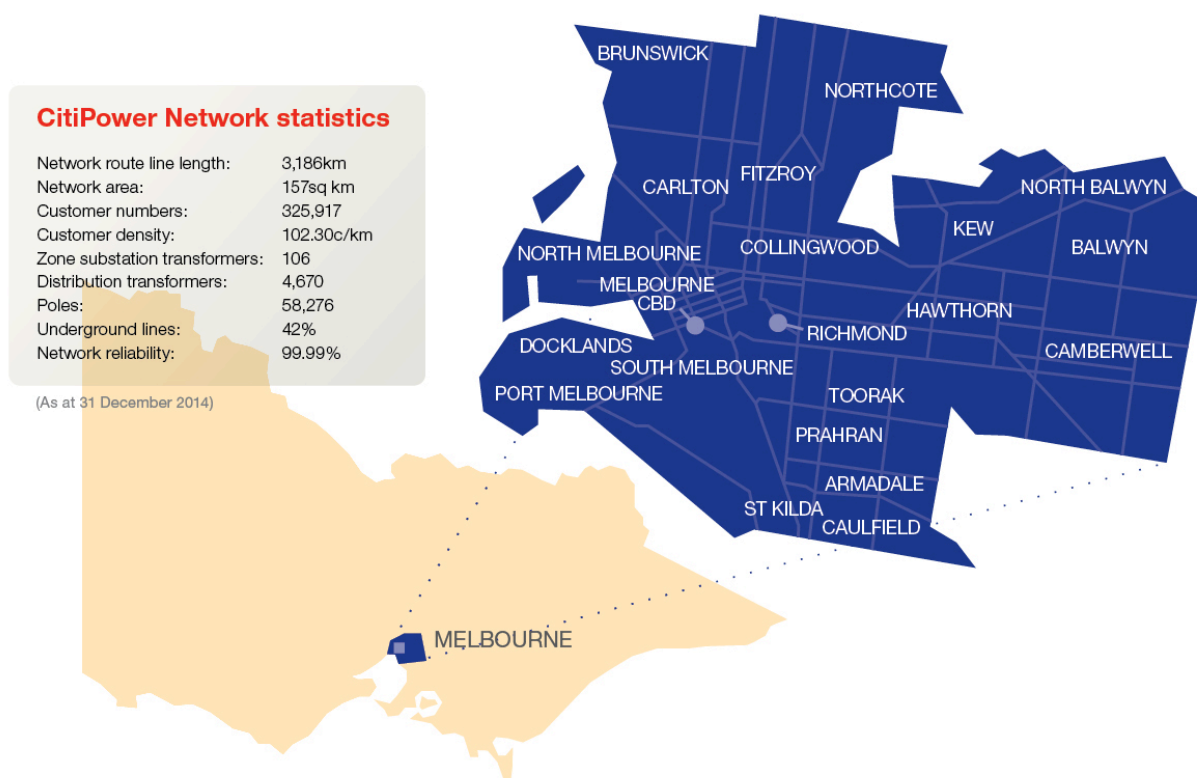 CitiPower Network statistics
Network route line length: 3,186km
Network area: 157sq km
Customer numbers: 325,917
Customer density: 102.30c/km
Zone substation transformers: 106
Distribution transformers: 4,670
Poles: 58,276
Underground lines: 42%
Network reliability: 99.99%
(As at 31 December 2014)
BRUNSWICK
NORTHCOTE
FITZROY
CARLTON
NORTH BALWYN
KEW
NORTH MELBOURNE
COLLINGWOOD
BALWYN
MELBOURNE
CBD
HAWTHORN
RICHMOND
DOCKLANDS
CAMBERWELL
SOUTH MELBOURNE
PORT MELBOURNE
TOORAK
PRAHRAN
ARMADALE
ST KILDA
CAULFIELD
MELBOURNE